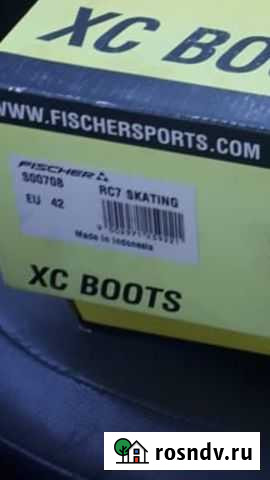 XC BOO
WWW.FISCHERSPORTS.COM
FISCHER
S00708 RC7 SKATING
EU 42
Made in Indonesia
XC BOOTS
rosndv.ru